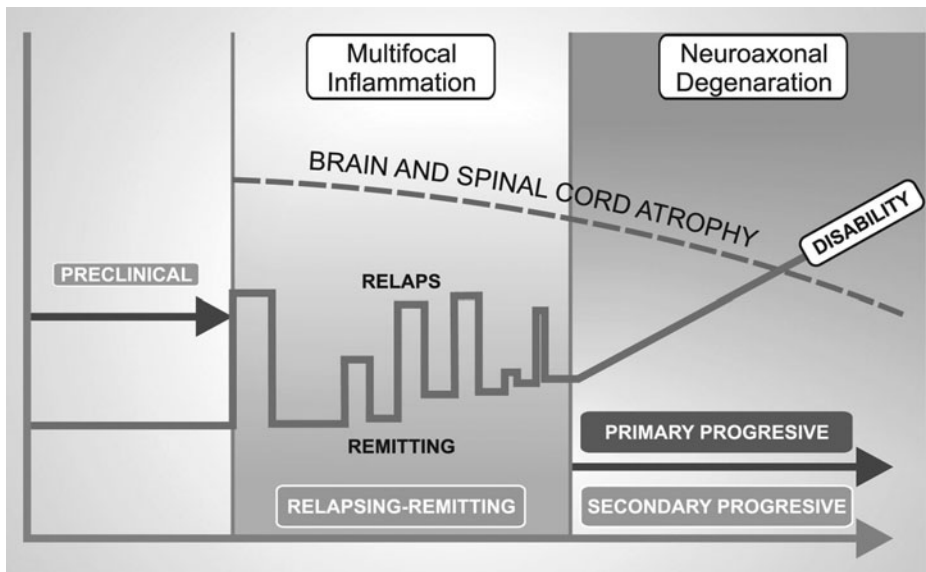 Multifocal
Inflammation
Neuroaxonal
Degenaration
BRAIN AND SPINAL CORD ATROPHY
DISABILITY
PRECLINICAL
RELAPS
REMITTING
PRIMARY PROGRESIVE
RELAPSING-REMITTING
SECONDARY PROGRESIVE